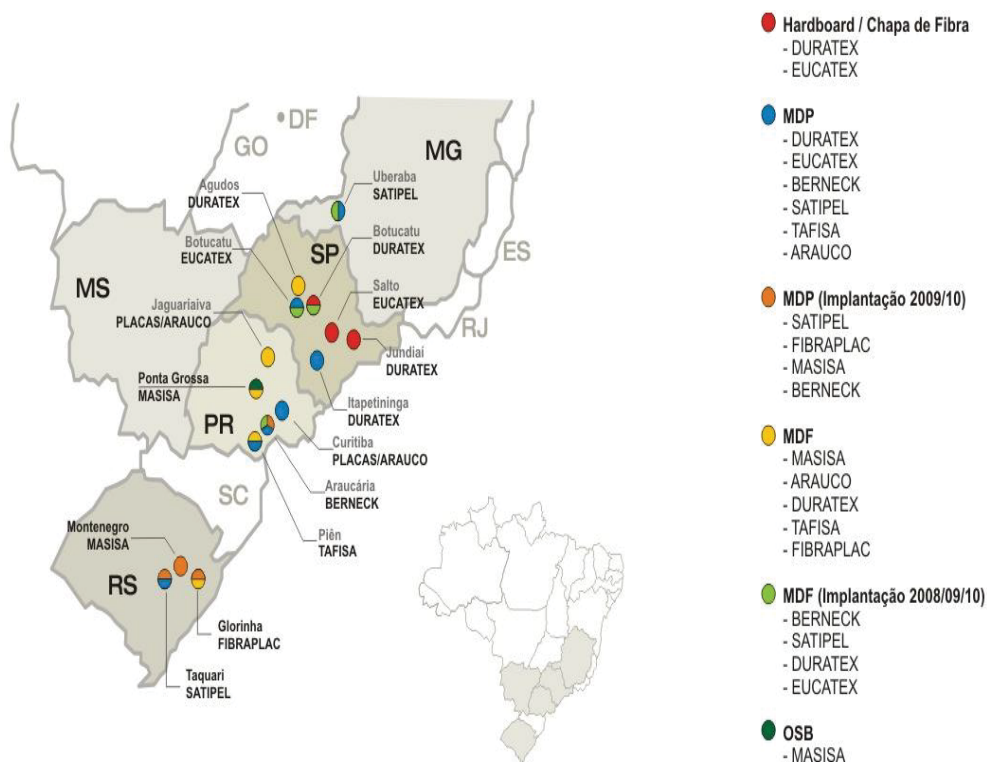 DF
GO
MG
Uberaba
SATIPEL
Agudos
DURATEX
Botucatu
EUCATEX
SP
Botucatu
DURATEX
ES
MS
Salto
EUCATEX
Jaguariaiva
PLACAS/ARAUCO
RJ
Jundiaí
DURATEX
Ponta Grossa
MASISA
Itapetininga
DURATEX
PR
Curitiba
PLACAS/ARAUCO
SC
Araucária
BERNECK
Montenegro
MASISA
Piên
TAFISA
RS
Glorinha
FIBRAPLAC
Taquari
SATIPEL
Hardboard / Chapa de Fibra
- DURATEX
- EUCATEX
MDP
- DURATEX
- EUCATEX
- BERNECK
- SATIPEL
- TAFISA
- ARAUCO
MDP (Implantação 2009/10)
- SATIPEL
- FIBRAPLAC
- MASISA
- BERNECK
MDF
- MASISA
- ARAUCO
- DURATEX
- TAFISA
- FIBRAPLAC
MDF (Implantação 2008/09/10)
- BERNECK
- SATIPEL
- DURATEX
- EUCATEX
OSB
- MASISA